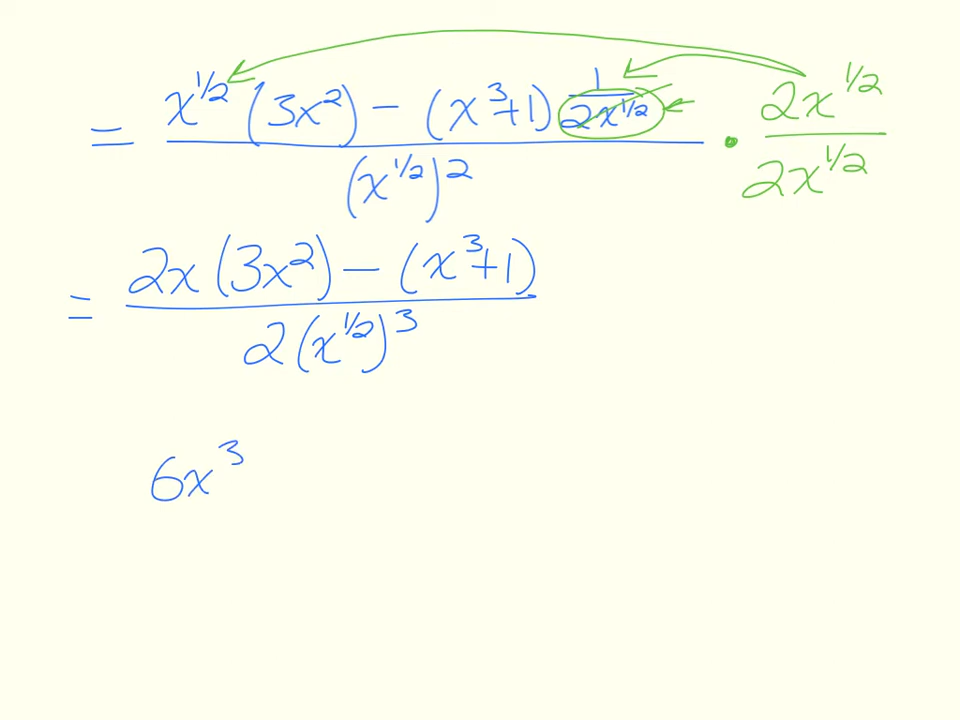 = (x^{1/2} (3x^2) − (x^3+1) 1/(2x^{1/2})) / (x^{1/2})^2 · 2x^{1/2} / 2x^{1/2}
= (2x (3x^2) − (x^3+1)) / 2(x^{1/2})^3
6x^3